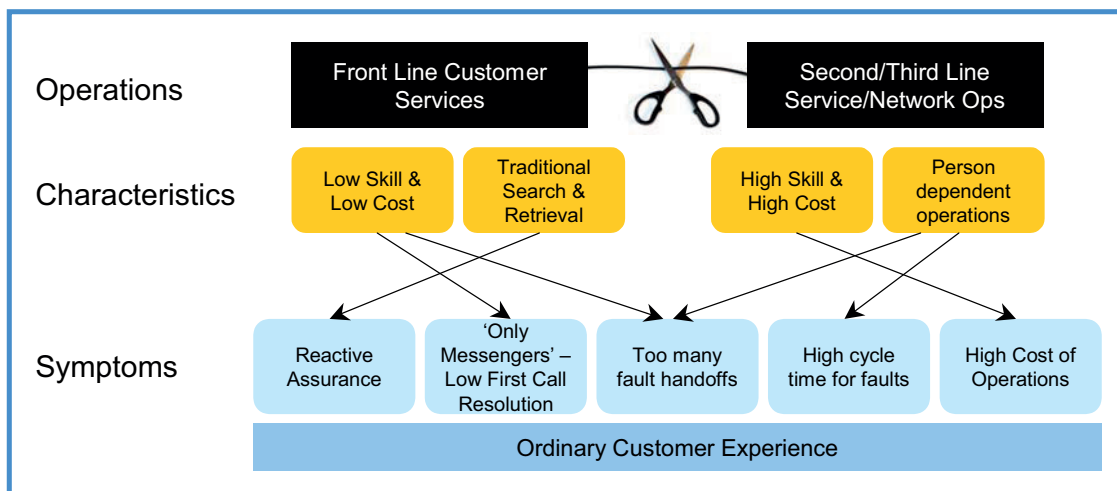 Operations
Front Line Customer
Services
Second/Third Line
Service/Network Ops
Characteristics
Low Skill &
Low Cost
Traditional
Search &
Retrieval
High Skill &
High Cost
Person
dependent
operations
Symptoms
Reactive
Assurance
‘Only
Messengers’ –
Low First Call
Resolution
Too many
fault handoffs
High cycle
time for faults
High Cost of
Operations
Ordinary Customer Experience